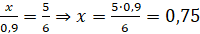 x/0,9 = 5/6 ⇒ x = 5·0,9/6 = 0,75